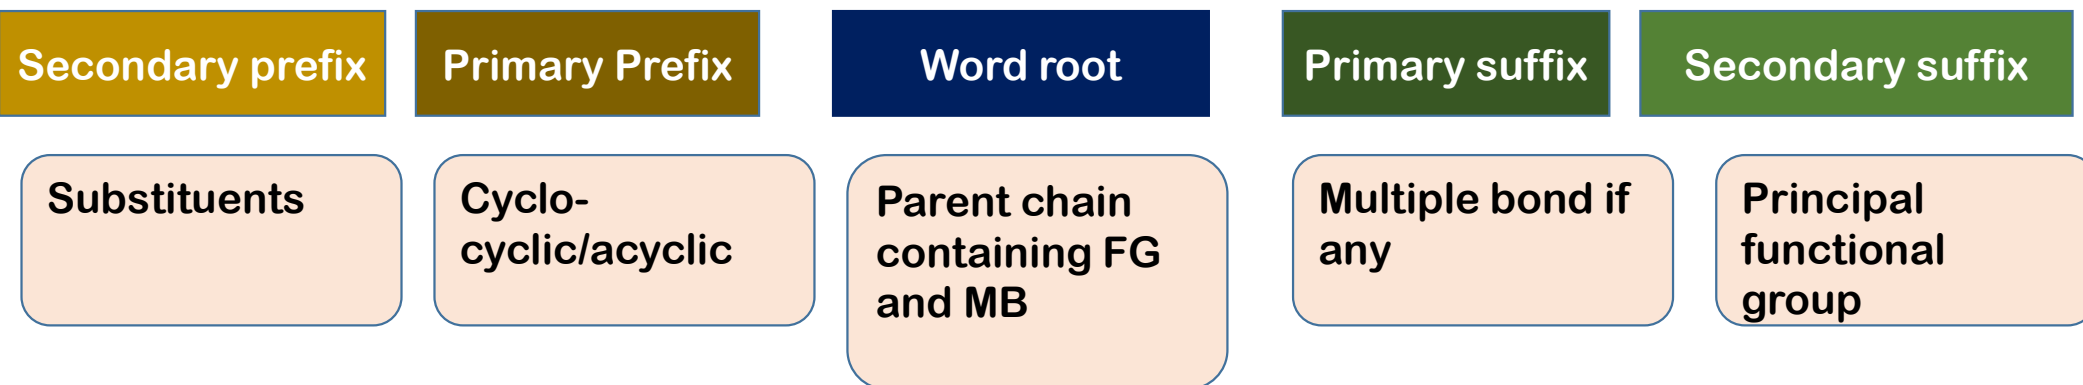 Secondary prefix
Primary Prefix
Word root
Primary suffix
Secondary suffix
Substituents
Cyclo-
cyclic/acyclic
Parent chain
containing FG
and MB
Multiple bond if
any
Principal
functional
group